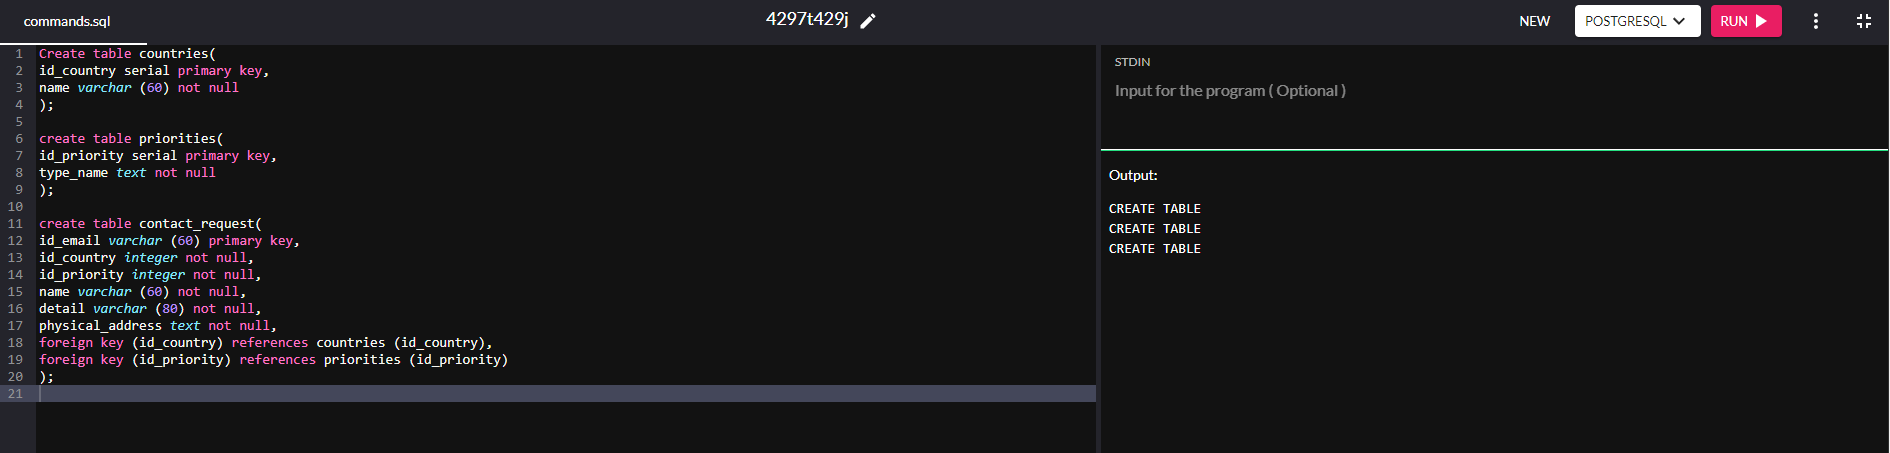 commands.sql
4297t429j
NEW
POSTGRESQL
RUN
1 Create table countries(
2 id_country serial primary key,
3 name varchar (60) not null
4 );
5
6 create table priorities(
7 id_priority serial primary key,
8 type_name text not null
9 );
10
11 create table contact_request(
12 id_email varchar (60) primary key,
13 id_country integer not null,
14 id_priority integer not null,
15 name varchar (60) not null,
16 detail varchar (80) not null,
17 physical_address text not null,
18 foreign key (id_country) references countries (id_country),
19 foreign key (id_priority) references priorities (id_priority)
20 );
21
STDIN
Input for the program ( Optional )
Output:
CREATE TABLE
CREATE TABLE
CREATE TABLE